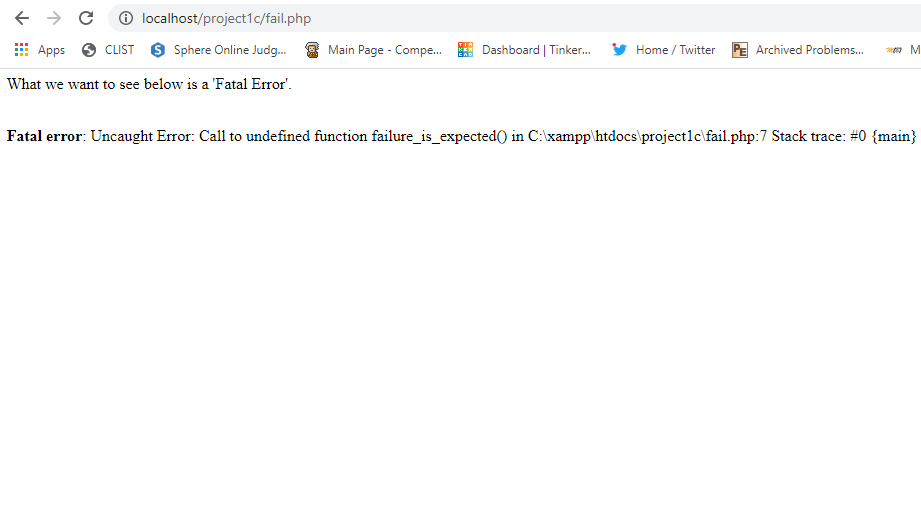 localhost/project1c/fail.php
Apps CLIST Sphere Online Judg... Main Page - Compe... Dashboard | Tinker... Home / Twitter Archived Problems... M
What we want to see below is a 'Fatal Error'.
Fatal error: Uncaught Error: Call to undefined function failure_is_expected() in C:\xampp\htdocs\project1c\fail.php:7 Stack trace: #0 {main}